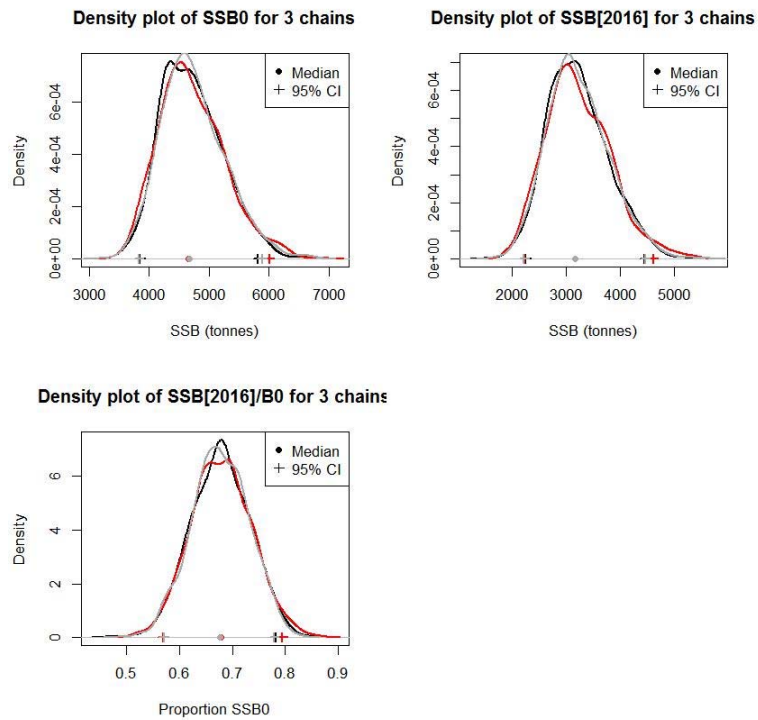 Density plot of SSB0 for 3 chains
Density
6e-04
4e-04
2e-04
0e+00
Median
95% CI
3000 4000 5000 6000 7000
SSB (tonnes)
Density plot of SSB[2016] for 3 chains
Density
6e-04
4e-04
2e-04
0e+00
Median
95% CI
2000 3000 4000 5000
SSB (tonnes)
Density plot of SSB[2016]/B0 for 3 chains
Density
6
4
2
0
Median
95% CI
0.5 0.6 0.7 0.8 0.9
Proportion SSB0